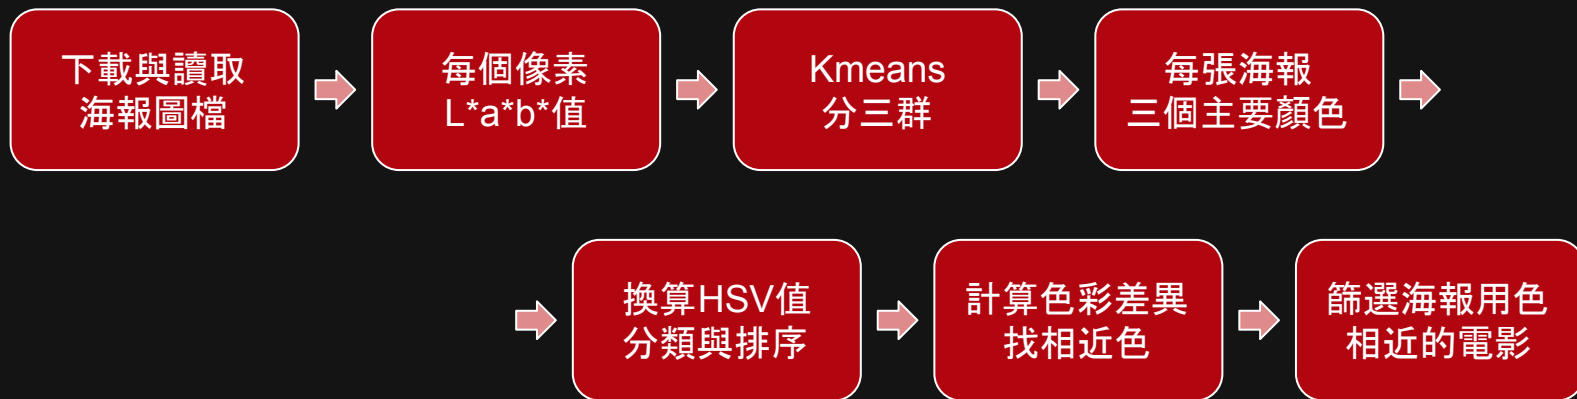 下載與讀取
海報圖檔
每個像素
L*a*b*值
Kmeans
分三群
每張海報
三個主要顏色
換算HSV值
分類與排序
計算色彩差異
找相近色
篩選海報用色
相近的電影